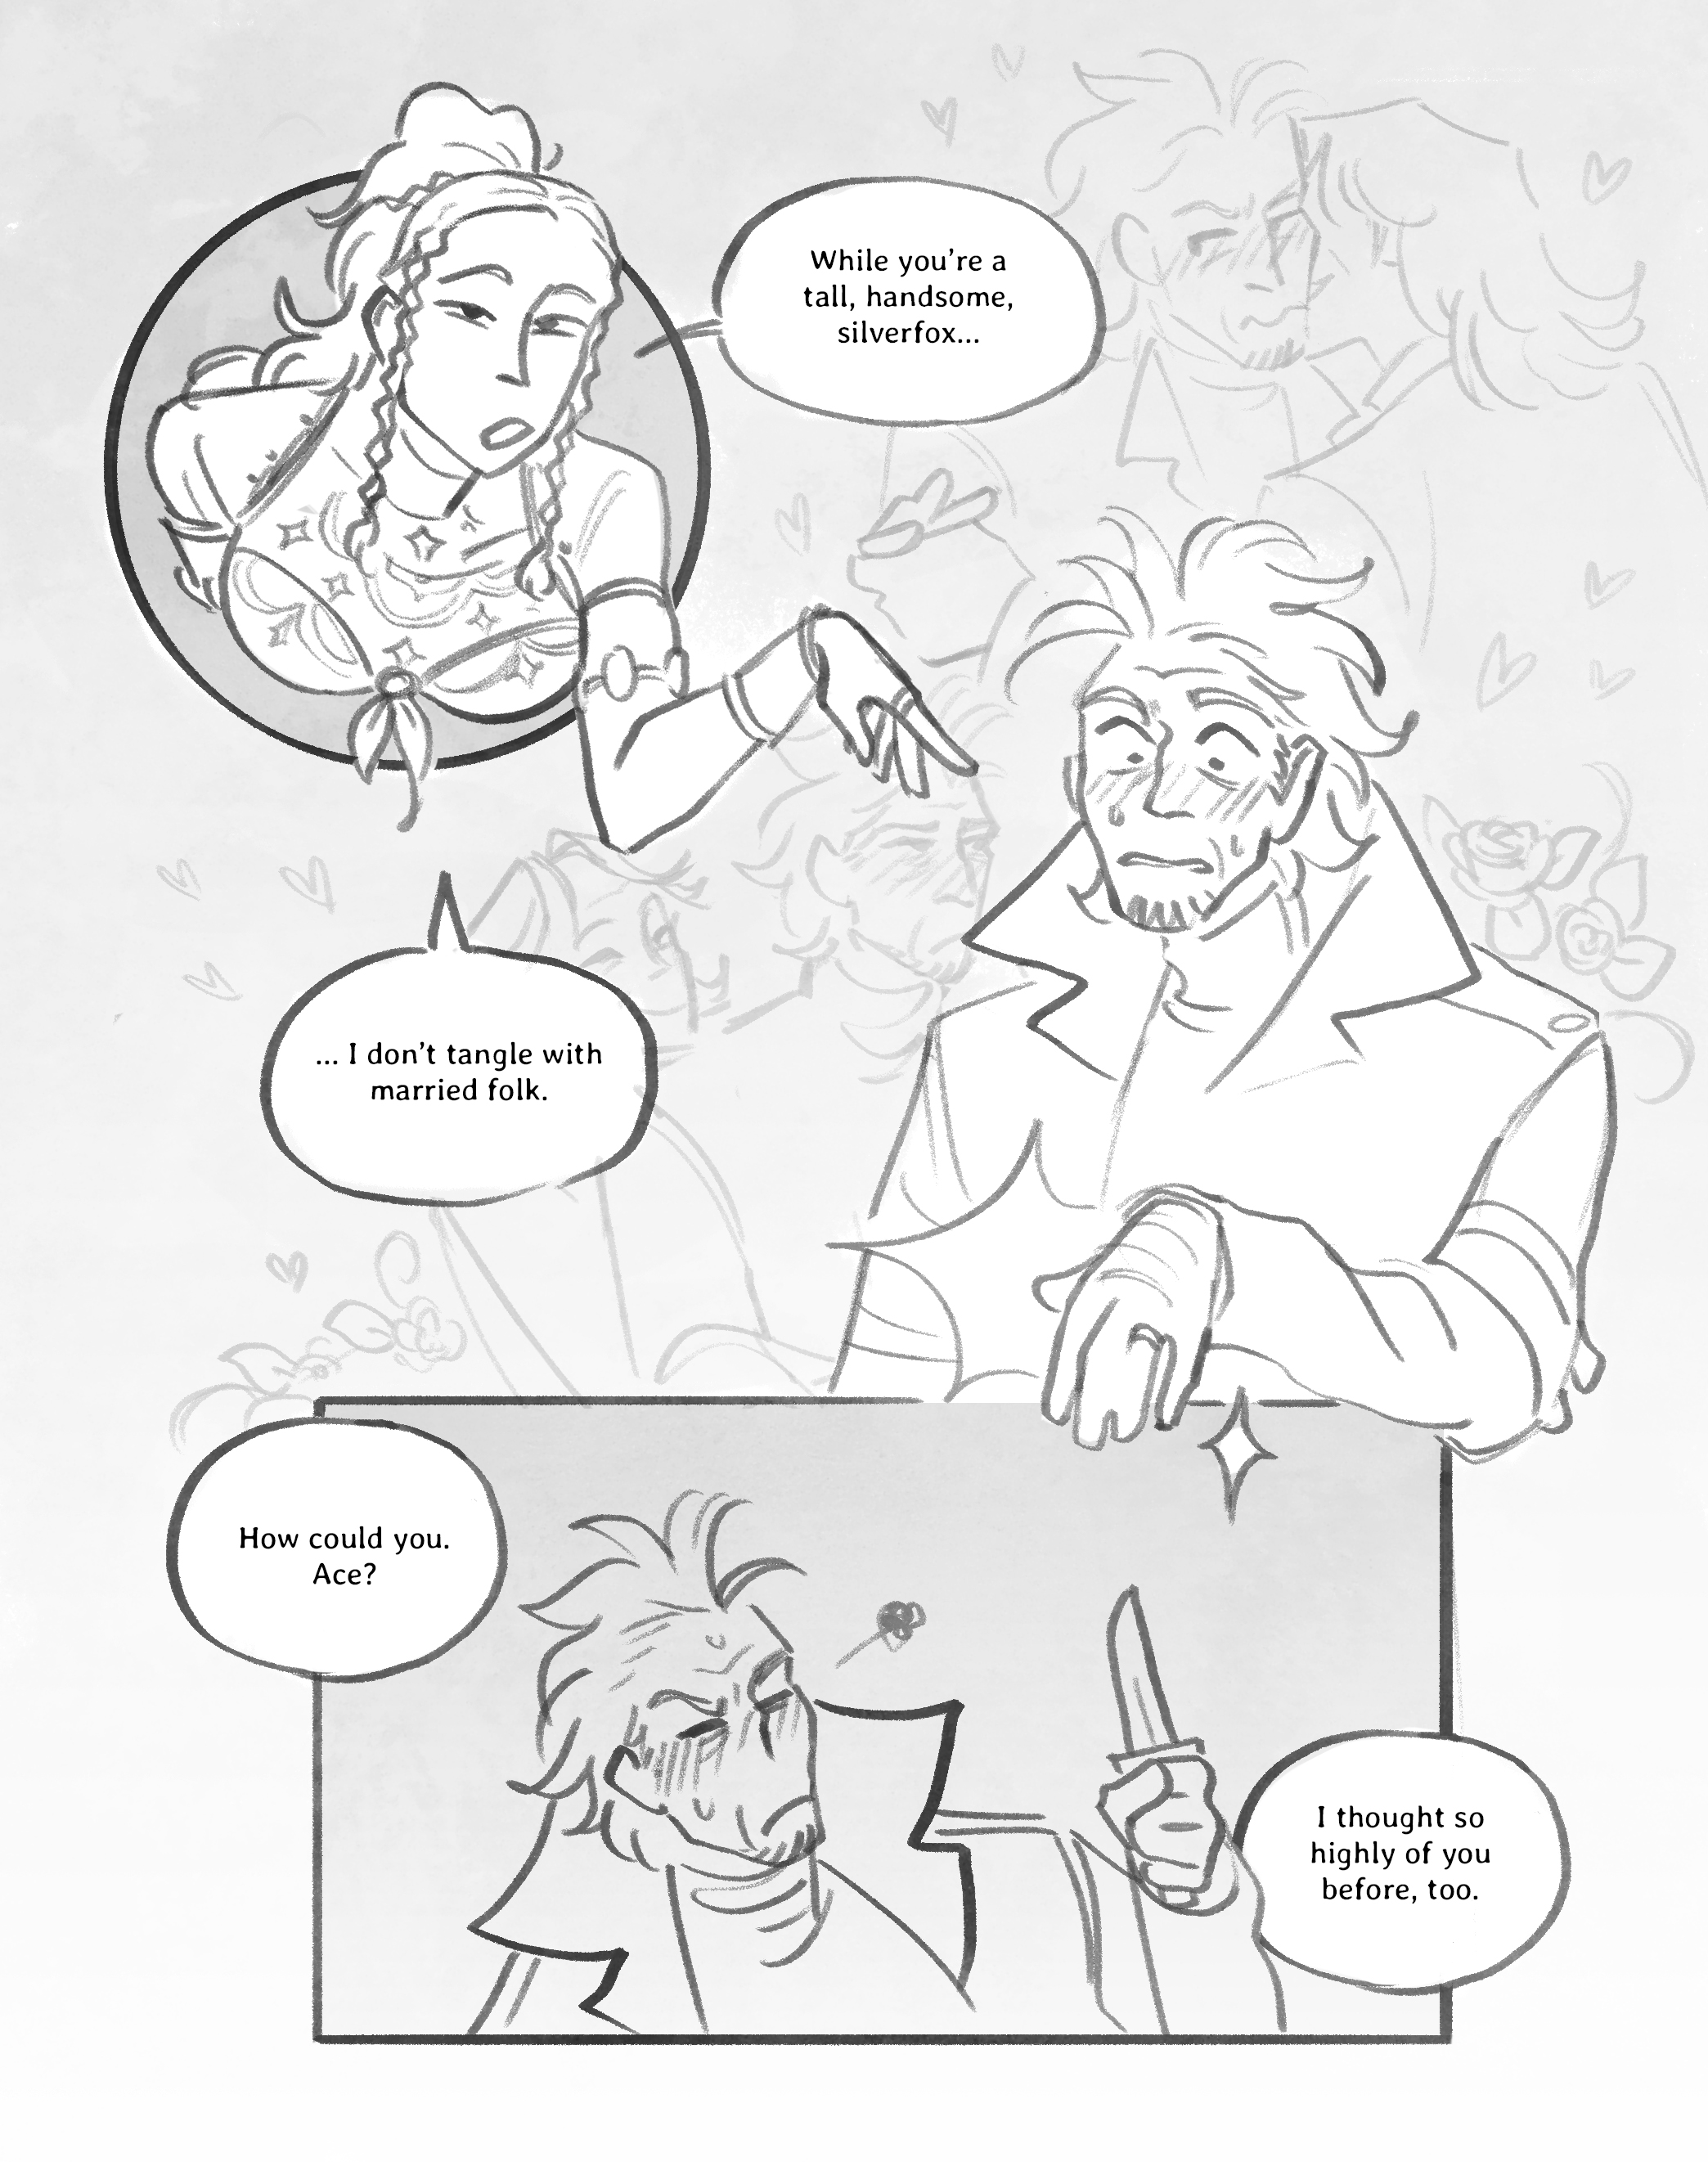 While you're a
tall, handsome,
silverfox...
... I don't tangle with
married folk.
How could you.
Ace?
I thought so
highly of you
before, too.